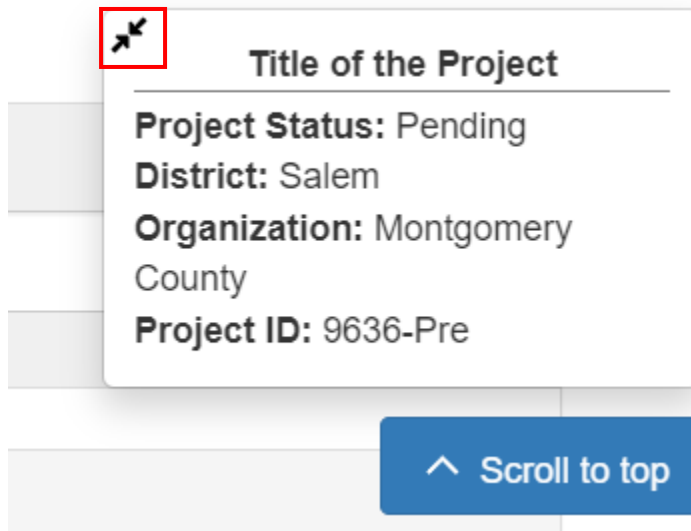 Title of the Project
Project Status: Pending
District: Salem
Organization: Montgomery
County
Project ID: 9636-Pre
Scroll to top